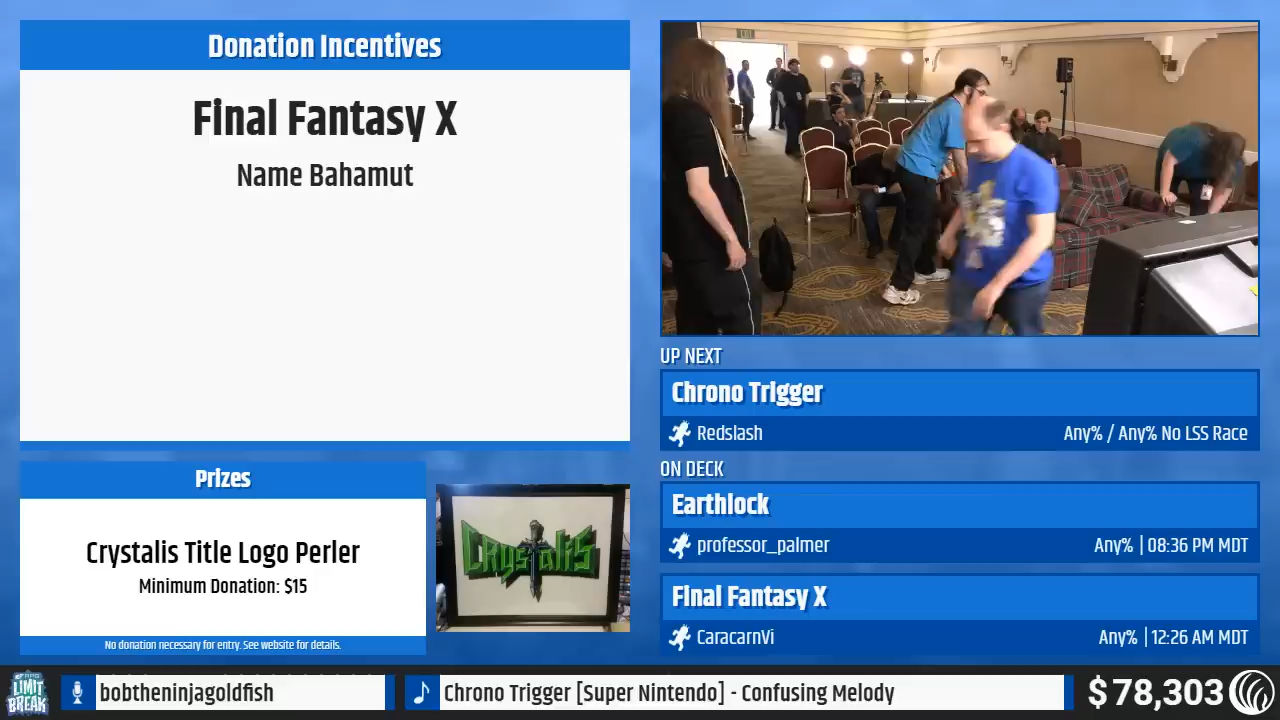 Donation Incentives
Final Fantasy X
Name Bahamut
Prizes
Crystalis Title Logo Perler
Minimum Donation: $15
No donation necessary for entry. See website for details.
CRYSTALIS
EXIT
UP NEXT
Chrono Trigger
Redslash
Any% / Any% No LSS Race
ON DECK
Earthlock
professor_palmer
Any% | 08:36 PM MDT
Final Fantasy X
CaracarnVi
Any% | 12:26 AM MDT
LIMIT
BREAK
bobtheninjagoldfish
Chrono Trigger [Super Nintendo] - Confusing Melody
$78,303